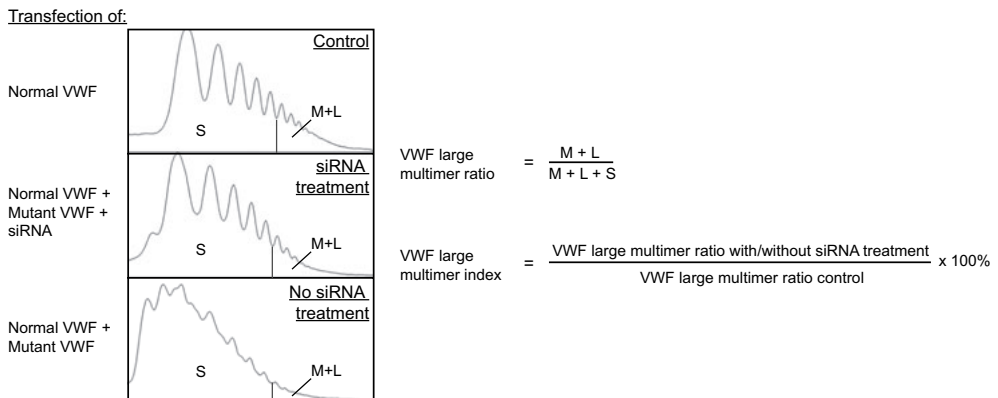 Transfection of:
Normal VWF
Control
S
M+L
Normal VWF +
Mutant VWF +
siRNA
siRNA
treatment
S
M+L
Normal VWF +
Mutant VWF
No siRNA
treatment
S
M+L
VWF large
multimer ratio
=
M + L
M + L + S
VWF large
multimer index
=
VWF large multimer ratio with/without siRNA treatment
VWF large multimer ratio control
x 100%